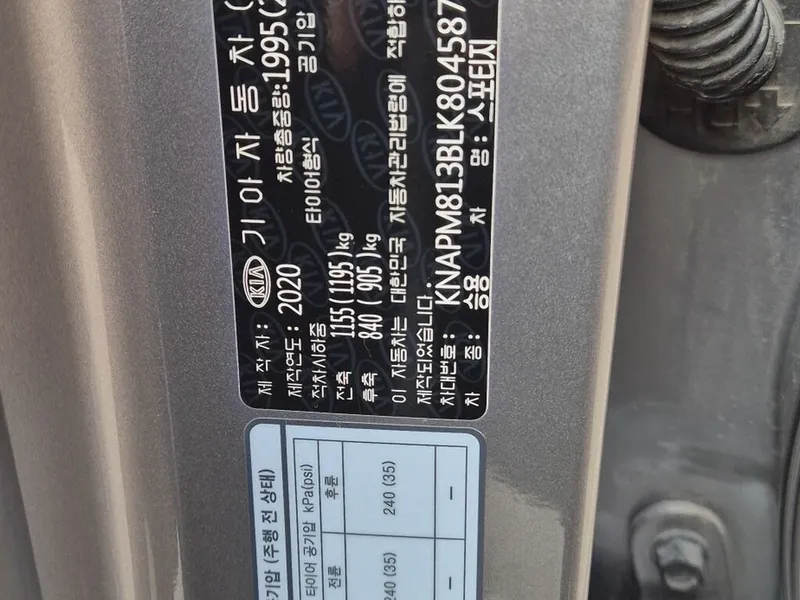 제 작 자 : KIA 기아자동차(
제작연도 : 2020 차량총중량:1995(2
적차시하중 타이어형식 공기압
전축 1155(1195)kg
후축 840( 905)kg
이 자동차는 대한민국 자동차관리법령에 적합하
제작되었습니다.
차대번호: KNAPM813BLK804587
차 종: 승용 차 명: 스포티지
기압 (주행 전 상태)
타이어 공기압 kPa(psi)
전륜 후륜
240 (35) 240 (35)
– –